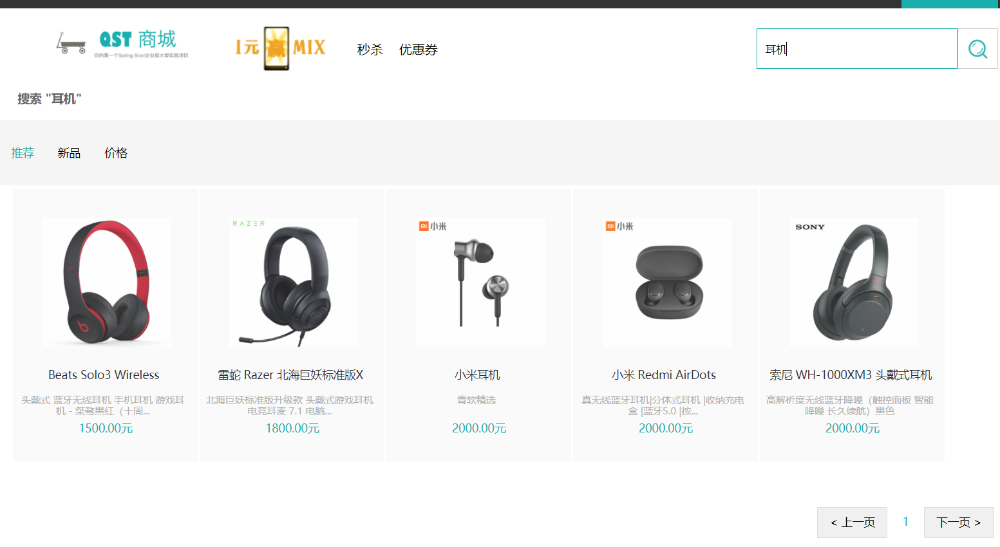 QST 商城
你的第一个Spring Boot企业级大型实践项目
1元 赢 MIX
秒杀 优惠券
耳机
搜索 "耳机"
推荐 新品 价格
RAZER
小米
小米
SONY
Beats Solo3 Wireless
头戴式 蓝牙无线耳机 手机耳机 游戏耳
机 - 桀骜黑红（十周...
1500.00元
雷蛇 Razer 北海巨妖标准版X
北海巨妖标准版升级款 头戴式游戏耳机
电竞耳麦 7.1 电脑...
1800.00元
小米耳机
青软精选
2000.00元
小米 Redmi AirDots
真无线蓝牙耳机|分体式耳机 |收纳充电
盒 |蓝牙5.0 |按...
2000.00元
索尼 WH-1000XM3 头戴式耳机
高解析度无线蓝牙降噪（触控面板 智能
降噪 长久续航）黑色
2000.00元
< 上一页 1 下一页 >